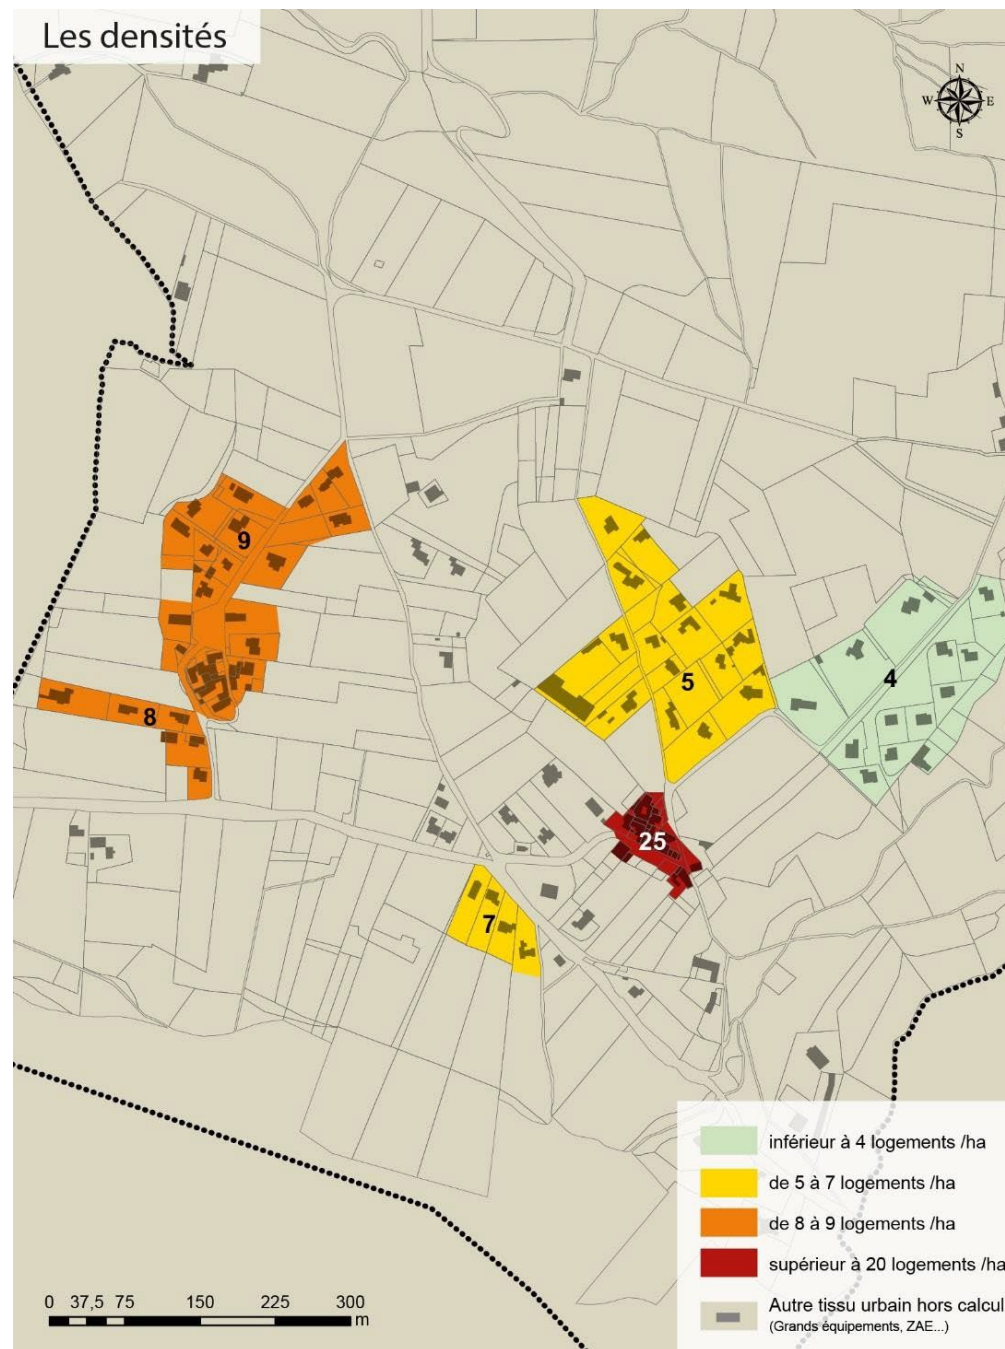 Les densités
N
W E
S
9
5
4
8
25
7
inférieur à 4 logements /ha
de 5 à 7 logements /ha
de 8 à 9 logements /ha
supérieur à 20 logements /ha
Autre tissu urbain hors calcul
(Grands équipements, ZAE...)
0 37,5 75 150 225 300
m